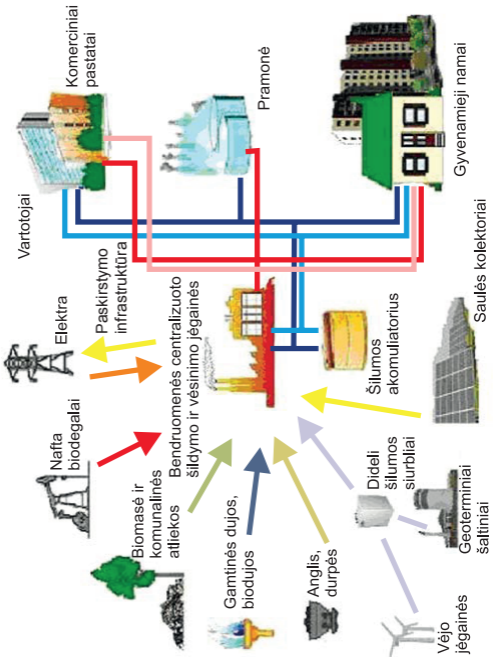 Nafta
biodegalai
Elektra
Paskirstymo
infrastruktūra
Vartotojai
Komerciniai
pastatai
Biomasė ir
komunalinės
atliekos
Bendruomenės centralizuoto
šildymo ir vėsinimo jėgainės
Pramonė
Gamtinės dujos,
biodujos
Anglis,
durpės
Šilumos
akomuliatorius
Gyvenamieji namai
Vėjo
jėgainės
Dideli
šilumos
siurbliai
Geoterminiai
šaltiniai
Saulės kolektoriai